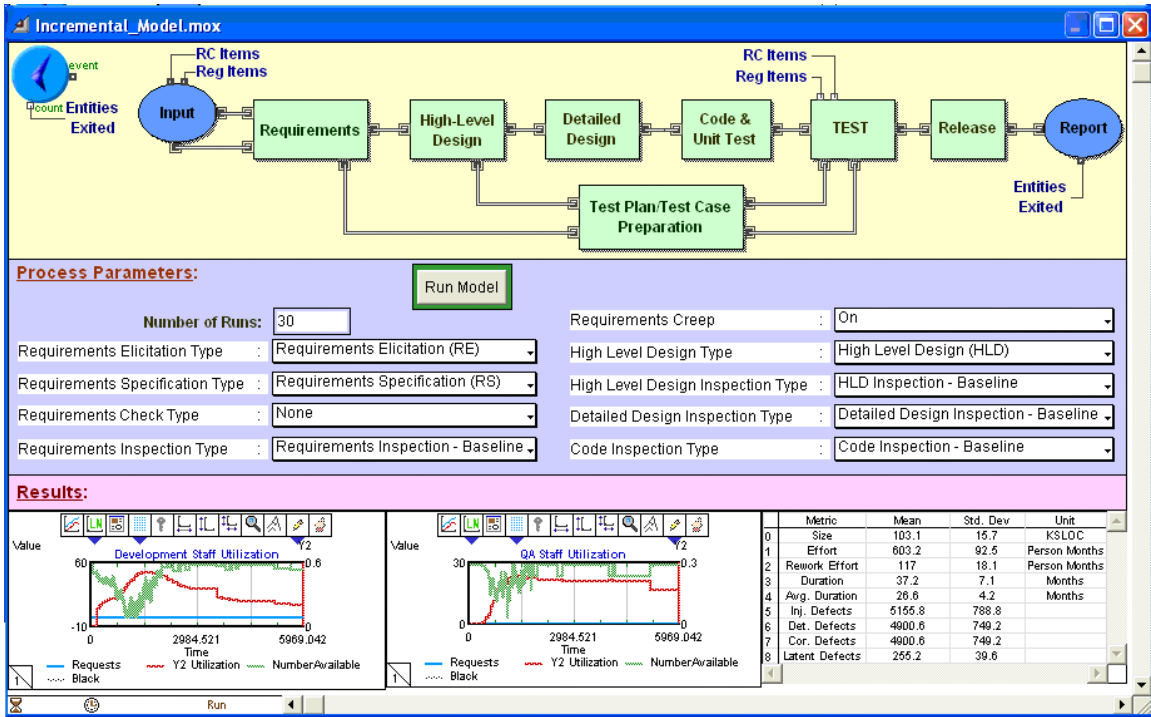 Incremental_Model.mox
event
count
Entities
Exited
RC Items
Reg Items
Input
Requirements
High-Level
Design
Detailed
Design
Code &
Unit Test
RC Items
Reg Items
TEST
Release
Report
Entities
Exited
Test Plan/Test Case
Preparation
Process Parameters:
Run Model
Number of Runs: 30
Requirements Elicitation Type : Requirements Elicitation (RE)
Requirements Specification Type : Requirements Specification (RS)
Requirements Check Type : None
Requirements Inspection Type : Requirements Inspection - Baseline
Requirements Creep : On
High Level Design Type : High Level Design (HLD)
High Level Design Inspection Type : HLD Inspection - Baseline
Detailed Design Inspection Type : Detailed Design Inspection - Baseline
Code Inspection Type : Code Inspection - Baseline
Results:
LN
A
Value
Development Staff Utilization
Y2
60
0.6
-10
0
0
2984.521
5969.042
Time
Requests
Y2 Utilization
NumberAvailable
Black
1
LN
A
Value
QA Staff Utilization
Y2
30
0.3
0
0
0
2984.521
5969.042
Time
Requests
Y2 Utilization
NumberAvailable
Black
1
Metric Mean Std. Dev Unit
0 Size 103.1 15.7 KSLOC
1 Effort 603.2 92.5 Person Months
2 Rework Effort 117 18.1 Person Months
3 Duration 37.2 7.1 Months
4 Avg. Duration 26.6 4.2 Months
5 Inj. Defects 5155.8 788.8
6 Det. Defects 4900.6 749.2
7 Cor. Defects 4900.6 749.2
8 Latent Defects 255.2 39.6
Run